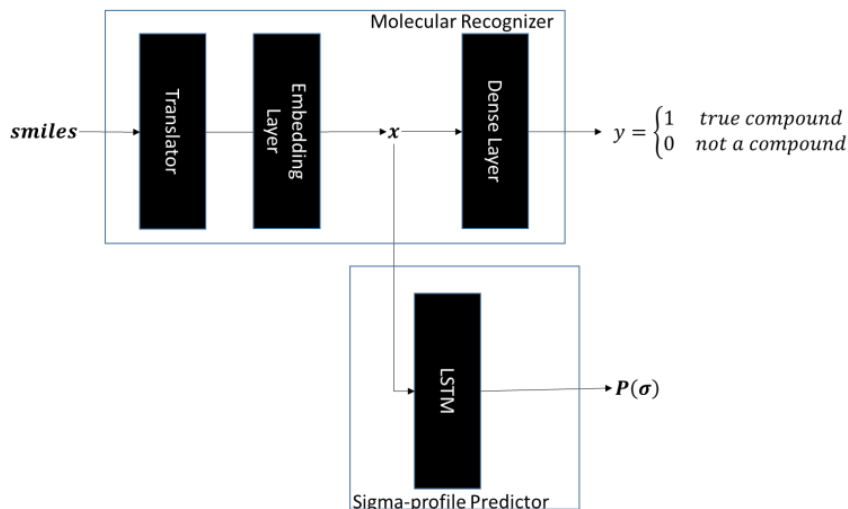 Molecular Recognizer
smiles
Translator
Embedding
Layer
x
Dense Layer
y = {1 true compound
0 not a compound
LSTM
P(σ)
Sigma-profile Predictor